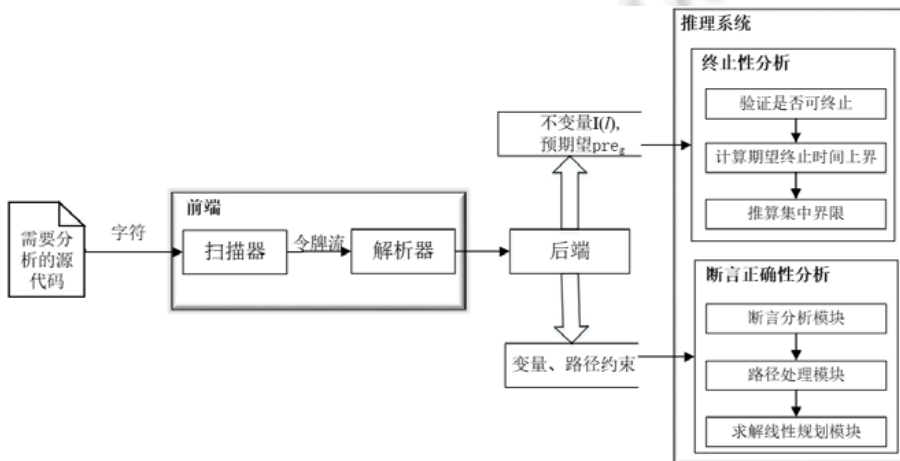 需要分
析的源
代码
字符
前端
扫描器
令牌流
解析器
后端
不变量I(l),
预期望preg
变量、路径约束
推理系统
终止性分析
验证是否可终止
计算期望终止时间上界
推算集中界限
断言正确性分析
断言分析模块
路径处理模块
求解线性规划模块